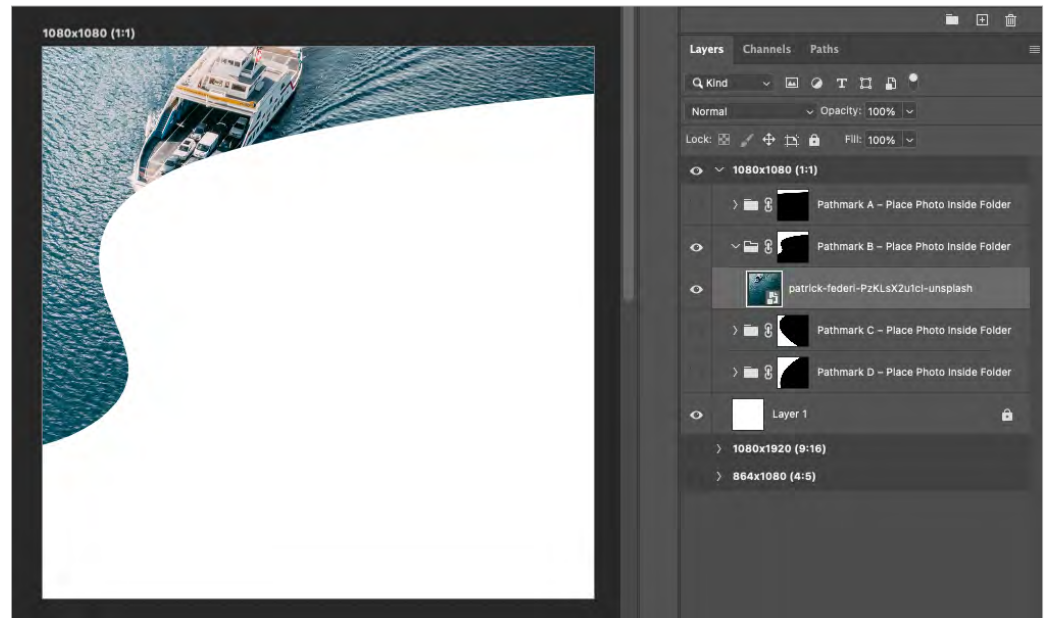 1080x1080 (1:1)
Layers Channels Paths
Kind
Normal Opacity: 100%
Lock: Fill: 100%
1080x1080 (1:1)
Pathmark A – Place Photo Inside Folder
Pathmark B – Place Photo Inside Folder
patrick-federi-PzKLsX2u1cI-unsplash
Pathmark C – Place Photo Inside Folder
Pathmark D – Place Photo Inside Folder
Layer 1
1080x1920 (9:16)
864x1080 (4:5)